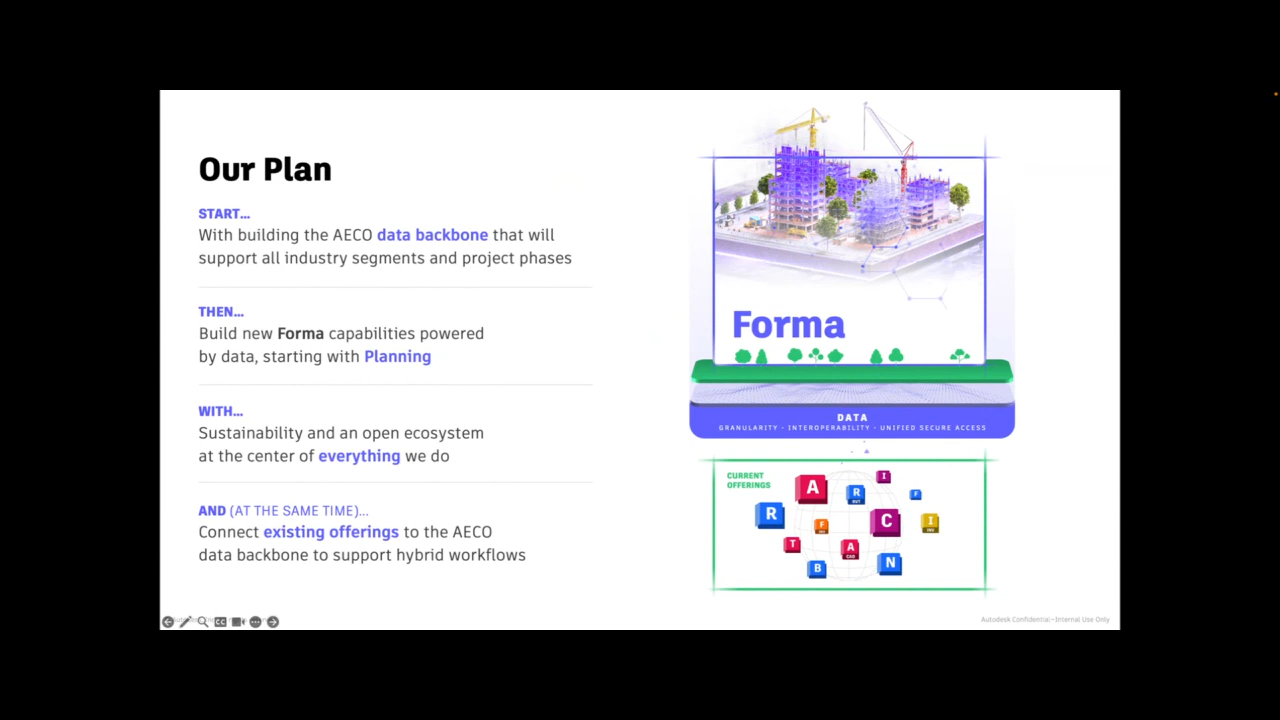 Our Plan
START...
With building the AECO data backbone that will
support all industry segments and project phases
THEN...
Build new Forma capabilities powered
by data, starting with Planning
WITH...
Sustainability and an open ecosystem
at the center of everything we do
AND (AT THE SAME TIME)...
Connect existing offerings to the AECO
data backbone to support hybrid workflows
Forma
DATA
GRANULARITY - INTEROPERABILITY - UNIFIED SECURE ACCESS
CURRENT
OFFERINGS
A
R
RVT
I
F
R
F
C
I
T
A
CAD
B
N
CC
Autodesk Confidential—Internal Use Only